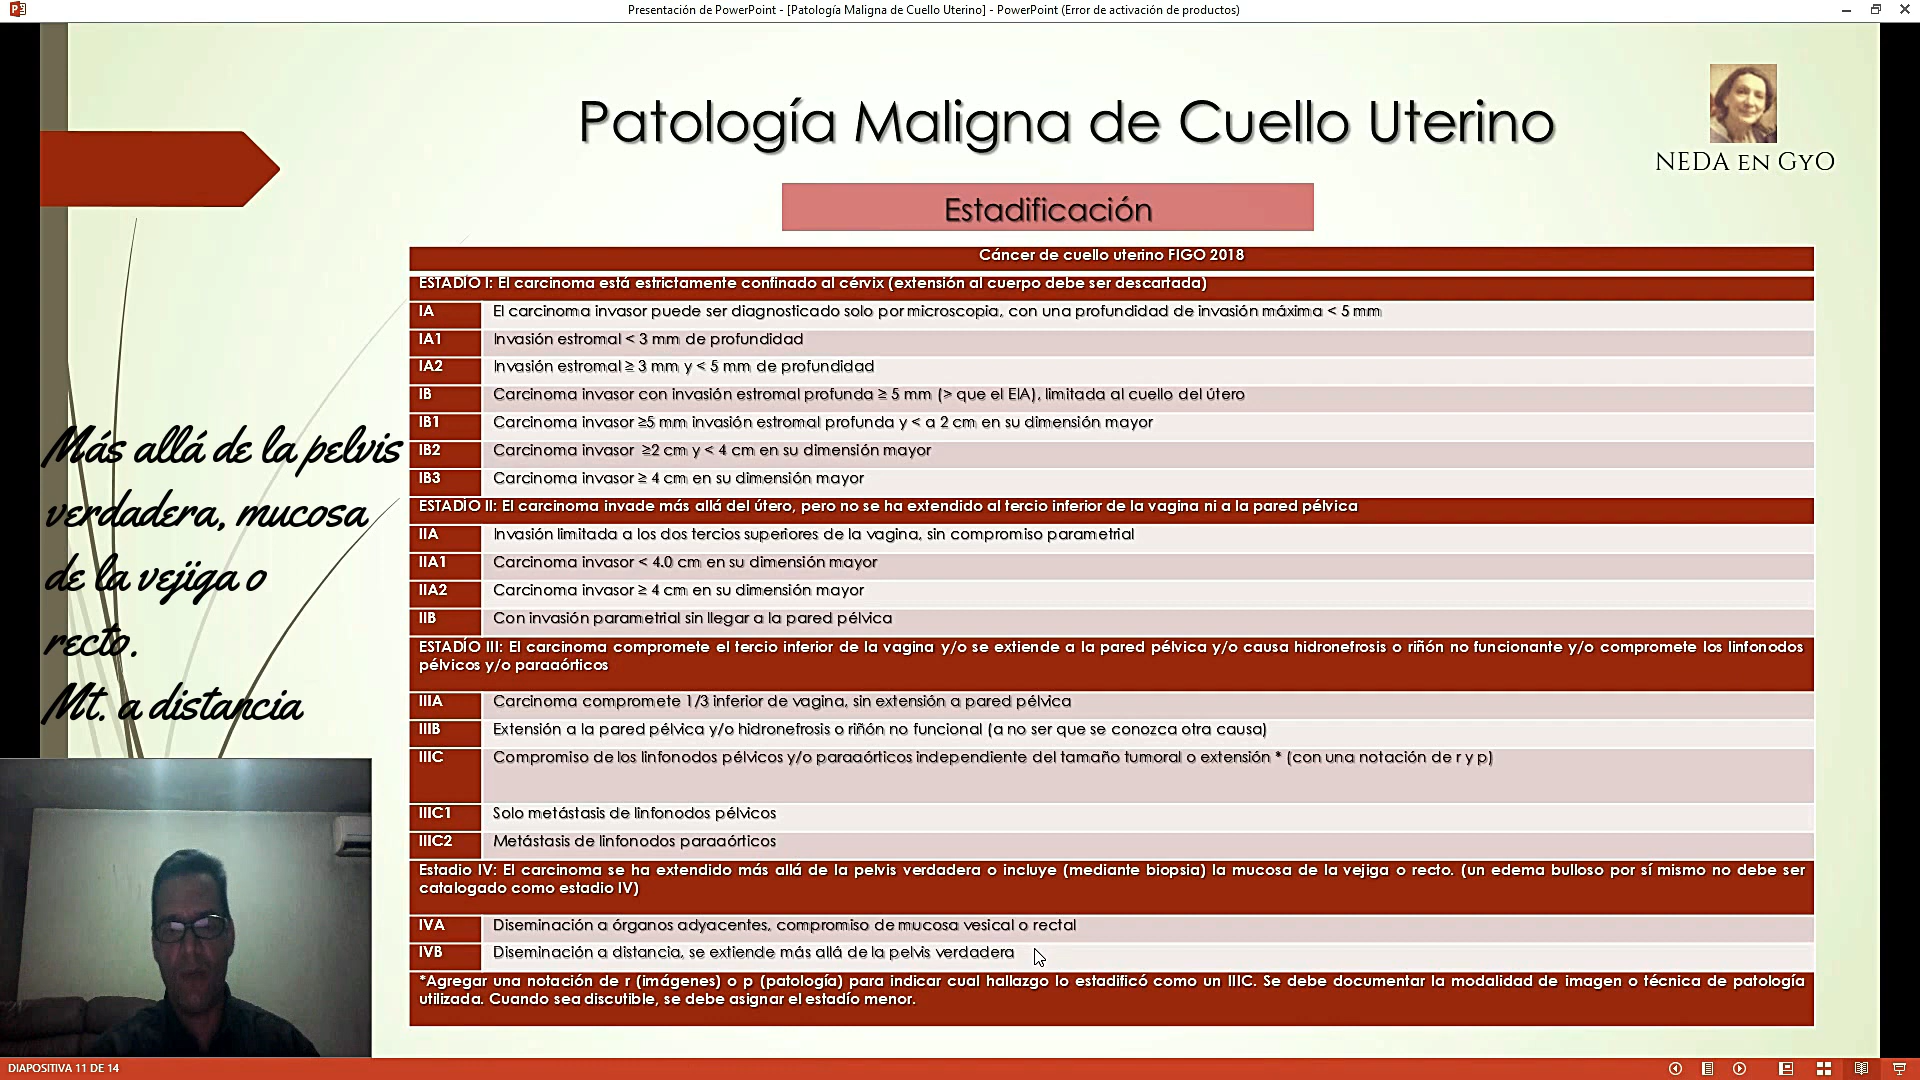 Presentación de PowerPoint - [Patología Maligna de Cuello Uterino] - PowerPoint (Error de activación de productos)
Patología Maligna de Cuello Uterino
NEDA EN GYO
Estadificación
Cáncer de cuello uterino FIGO 2018
ESTADÍO I: El carcinoma está estrictamente confinado al cérvix (extensión al cuerpo debe ser descartada)
IA El carcinoma invasor puede ser diagnosticado solo por microscopia, con una profundidad de invasión máxima < 5 mm
IA1 Invasión estromal < 3 mm de profundidad
IA2 Invasión estromal ≥ 3 mm y < 5 mm de profundidad
IB Carcinoma invasor con invasión estromal profunda ≥ 5 mm (> que el EIA), limitada al cuello del útero
IB1 Carcinoma invasor ≥5 mm invasión estromal profunda y < a 2 cm en su dimensión mayor
IB2 Carcinoma invasor ≥2 cm y < 4 cm en su dimensión mayor
IB3 Carcinoma invasor ≥ 4 cm en su dimensión mayor
ESTADÍO II: El carcinoma invade más allá del útero, pero no se ha extendido al tercio inferior de la vagina ni a la pared pélvica
IIA Invasión limitada a los dos tercios superiores de la vagina, sin compromiso parametrial
IIA1 Carcinoma invasor < 4.0 cm en su dimensión mayor
IIA2 Carcinoma invasor ≥ 4 cm en su dimensión mayor
IIB Con invasión parametrial sin llegar a la pared pélvica
ESTADÍO III: El carcinoma compromete el tercio inferior de la vagina y/o se extiende a la pared pélvica y/o causa hidronefrosis o riñón no funcionante y/o compromete los linfonodos
pélvicos y/o paraaórticos
IIIA Carcinoma compromete 1/3 inferior de vagina, sin extensión a pared pélvica
IIIB Extensión a la pared pélvica y/o hidronefrosis o riñón no funcional (a no ser que se conozca otra causa)
IIIC Compromiso de los linfonodos pélvicos y/o paraaórticos independiente del tamaño tumoral o extensión * (con una notación de r y p)
IIIC1 Solo metástasis de linfonodos pélvicos
IIIC2 Metástasis de linfonodos paraaórticos
Estadio IV: El carcinoma se ha extendido más allá de la pelvis verdadera o incluye (mediante biopsia) la mucosa de la vejiga o recto. (un edema bulloso por sí mismo no debe ser
catalogado como estadio IV)
IVA Diseminación a órganos adyacentes, compromiso de mucosa vesical o rectal
IVB Diseminación a distancia, se extiende más allá de la pelvis verdadera
*Agregar una notación de r (imágenes) o p (patología) para indicar cual hallazgo lo estadificó como un IIIC. Se debe documentar la modalidad de imagen o técnica de patología
utilizada. Cuando sea discutible, se debe asignar el estadío menor.
Más allá de la pelvis
verdadera, mucosa
de la vejiga o
recto.
Mt. a distancia
DIAPOSITIVA 11 DE 14